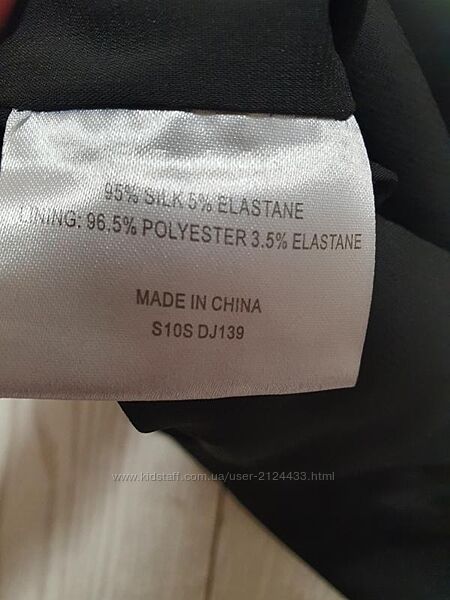 95% SILK 5% ELASTANE
LINING: 96.5% POLYESTER 3.5% ELASTANE
MADE IN CHINA
S10S DJ139
www.kidstaff.com.ua/user-2124433.html